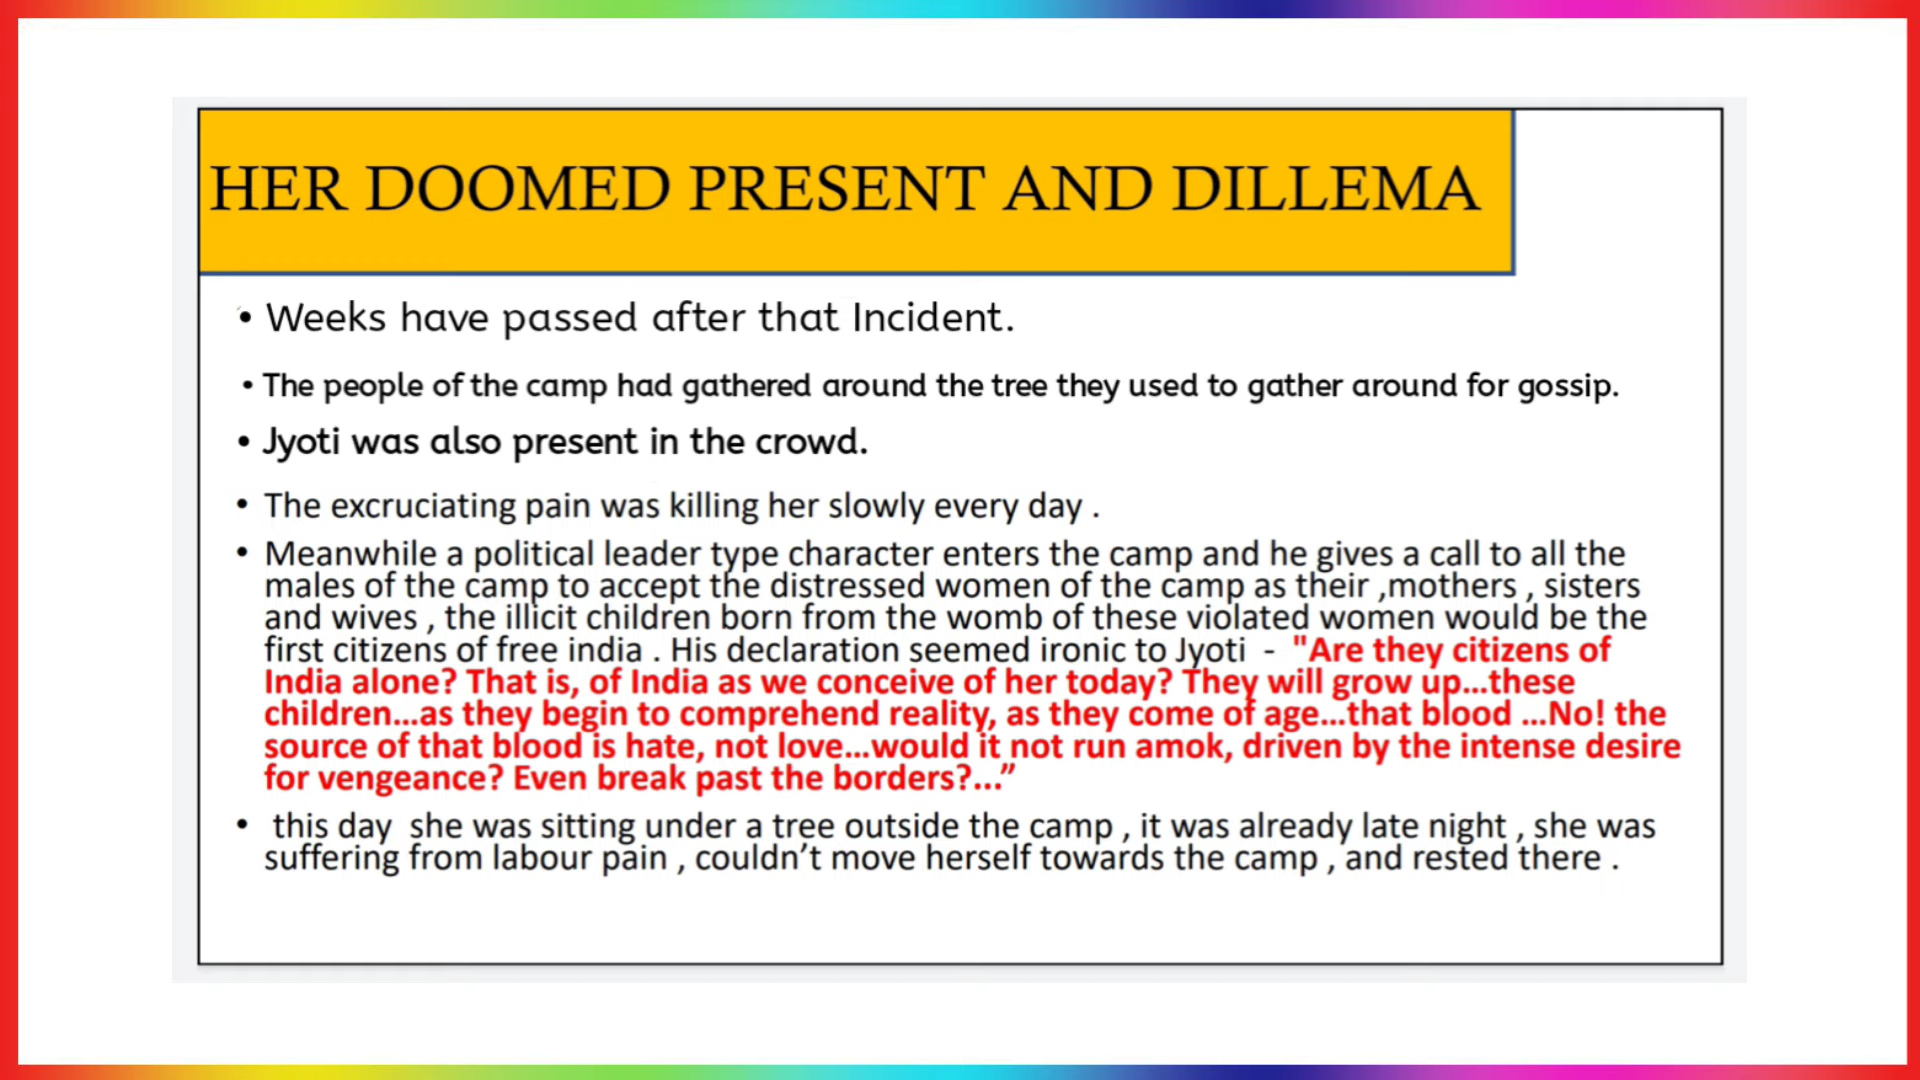 HER DOOMED PRESENT AND DILLEMA
• Weeks have passed after that Incident.
• The people of the camp had gathered around the tree they used to gather around for gossip.
• Jyoti was also present in the crowd.
• The excruciating pain was killing her slowly every day .
• Meanwhile a political leader type character enters the camp and he gives a call to all the
males of the camp to accept the distressed women of the camp as their ,mothers , sisters
and wives , the illicit children born from the womb of these violated women would be the
first citizens of free india . His declaration seemed ironic to Jyoti - "Are they citizens of
India alone? That is, of India as we conceive of her today? They will grow up...these
children...as they begin to comprehend reality, as they come of age...that blood ...No! the
source of that blood is hate, not love...would it not run amok, driven by the intense desire
for vengeance? Even break past the borders?...”
• this day she was sitting under a tree outside the camp , it was already late night , she was
suffering from labour pain , couldn’t move herself towards the camp , and rested there .